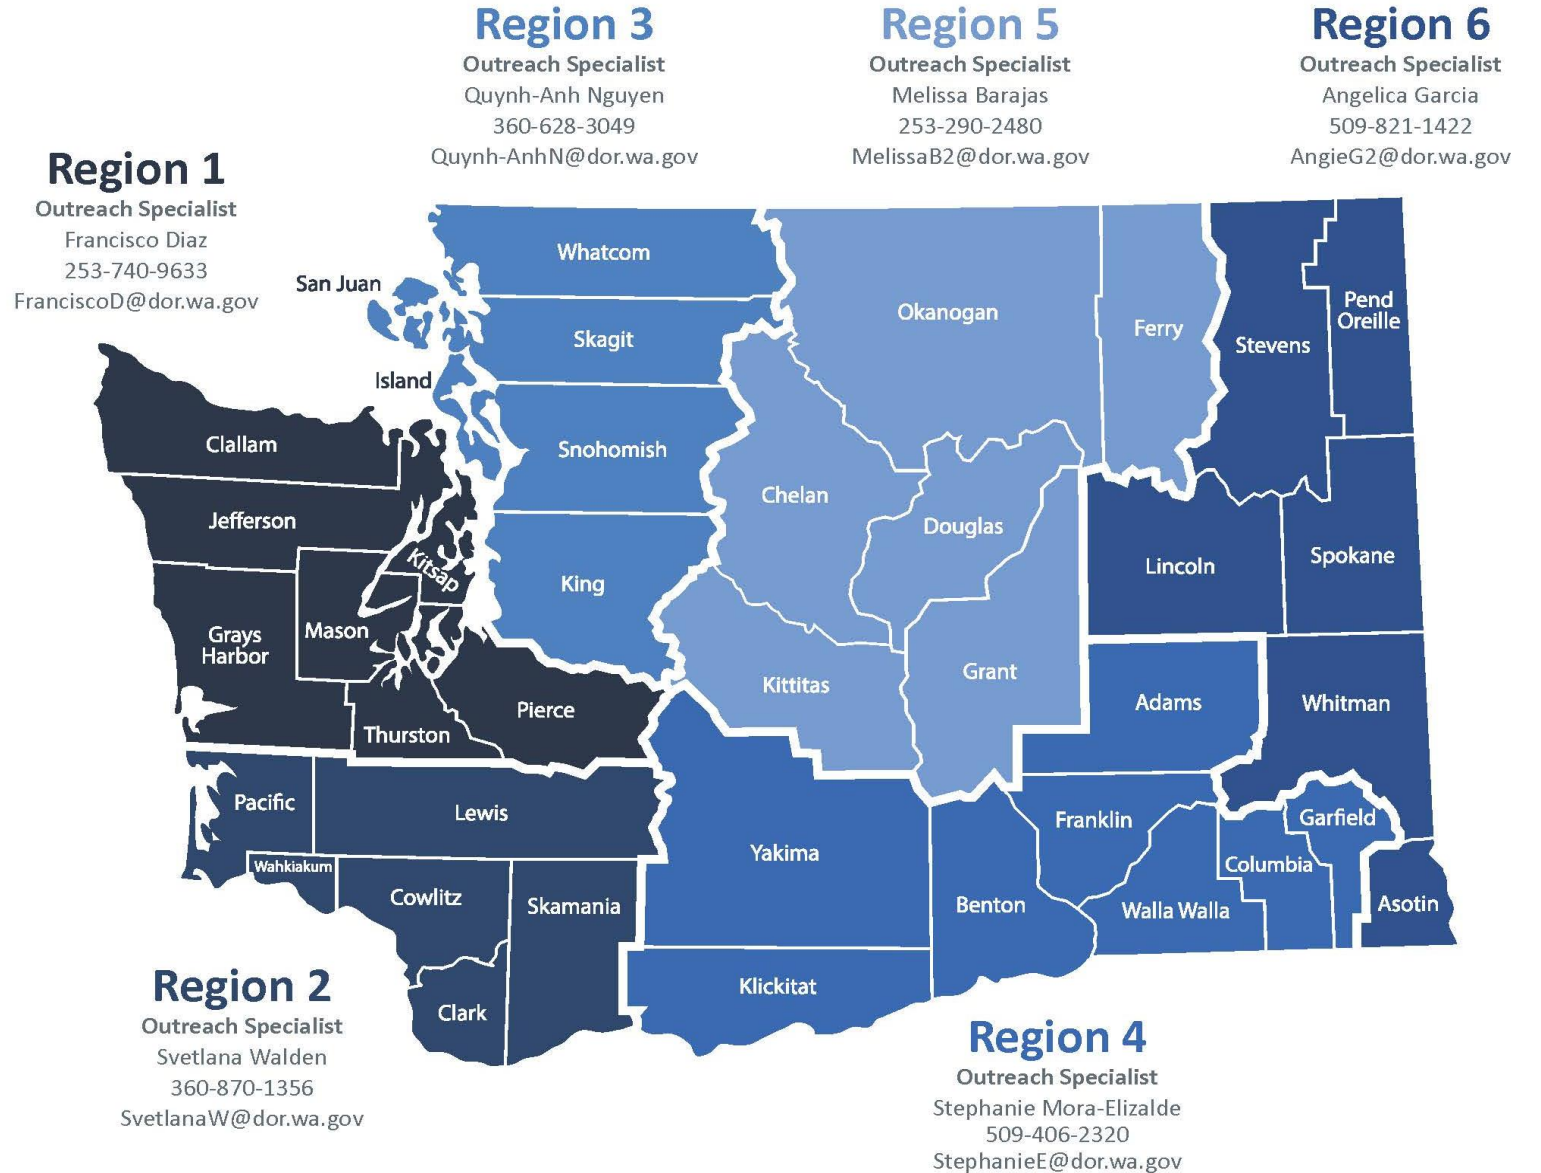 Region 3
Outreach Specialist
Quynh-Anh Nguyen
360-628-3049
Quynh-AnhN@dor.wa.gov
Region 5
Outreach Specialist
Melissa Barajas
253-290-2480
MelissaB2@dor.wa.gov
Region 6
Outreach Specialist
Angelica Garcia
509-821-1422
AngieG2@dor.wa.gov
Region 1
Outreach Specialist
Francisco Diaz
253-740-9633
FranciscoD@dor.wa.gov
San Juan
Island
Whatcom
Skagit
Snohomish
King
Okanogan
Ferry
Chelan
Douglas
Kittitas
Grant
Stevens
Pend
Oreille
Lincoln
Spokane
Whitman
Asotin
Clallam
Jefferson
Kitsap
Grays
Harbor
Mason
Thurston
Pierce
Pacific
Lewis
Wahkiakum
Cowlitz
Skamania
Clark
Adams
Yakima
Klickitat
Benton
Franklin
Walla Walla
Columbia
Garfield
Region 2
Outreach Specialist
Svetlana Walden
360-870-1356
SvetlanaW@dor.wa.gov
Region 4
Outreach Specialist
Stephanie Mora-Elizalde
509-406-2320
StephanieE@dor.wa.gov